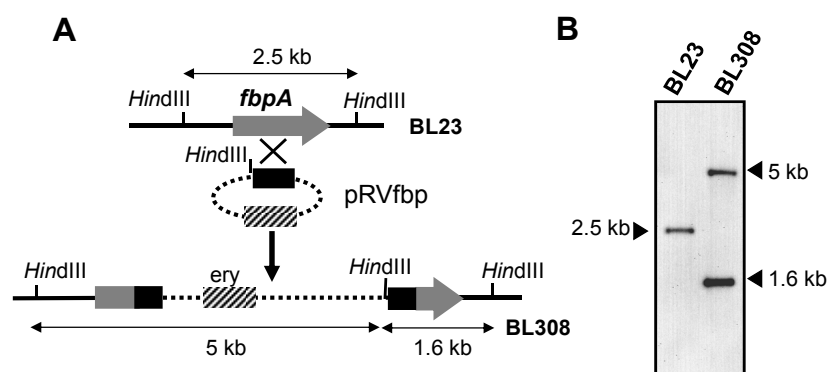 A
2.5 kb
HindIII
fbpA
HindIII
BL23
HindIII
pRVfbp
HindIII
ery
HindIII
HindIII
BL308
5 kb
1.6 kb
B
BL23
BL308
5 kb
2.5 kb
1.6 kb